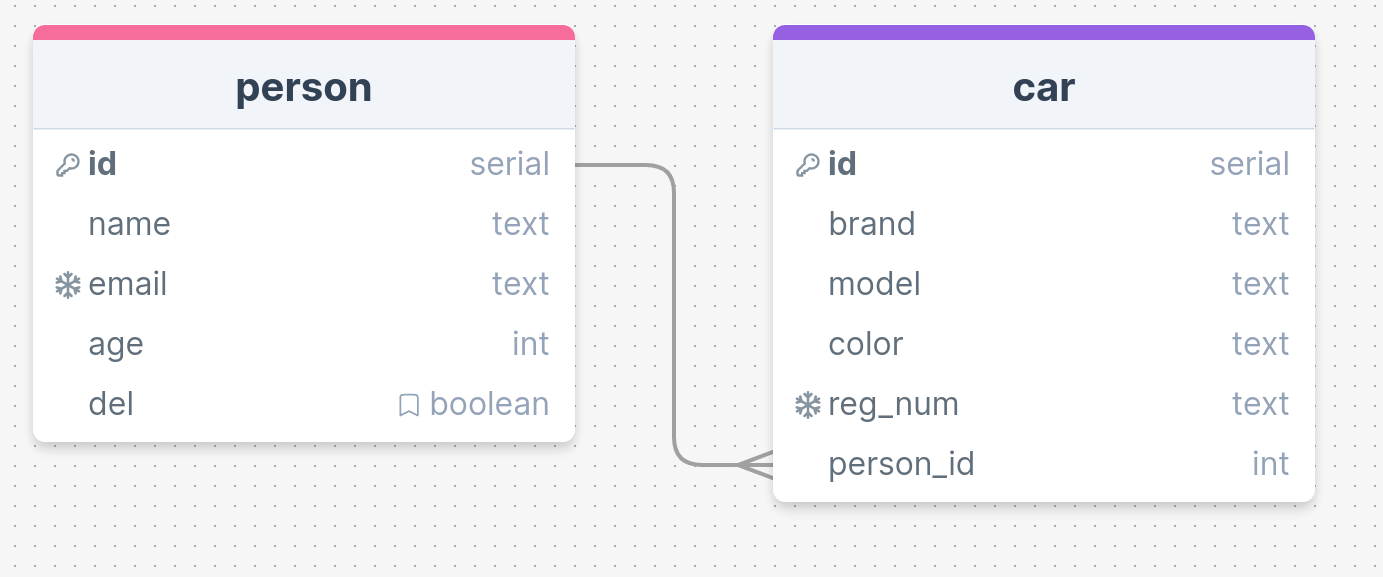 person
id serial
name text
email text
age int
del boolean
car
id serial
brand text
model text
color text
reg_num text
person_id int